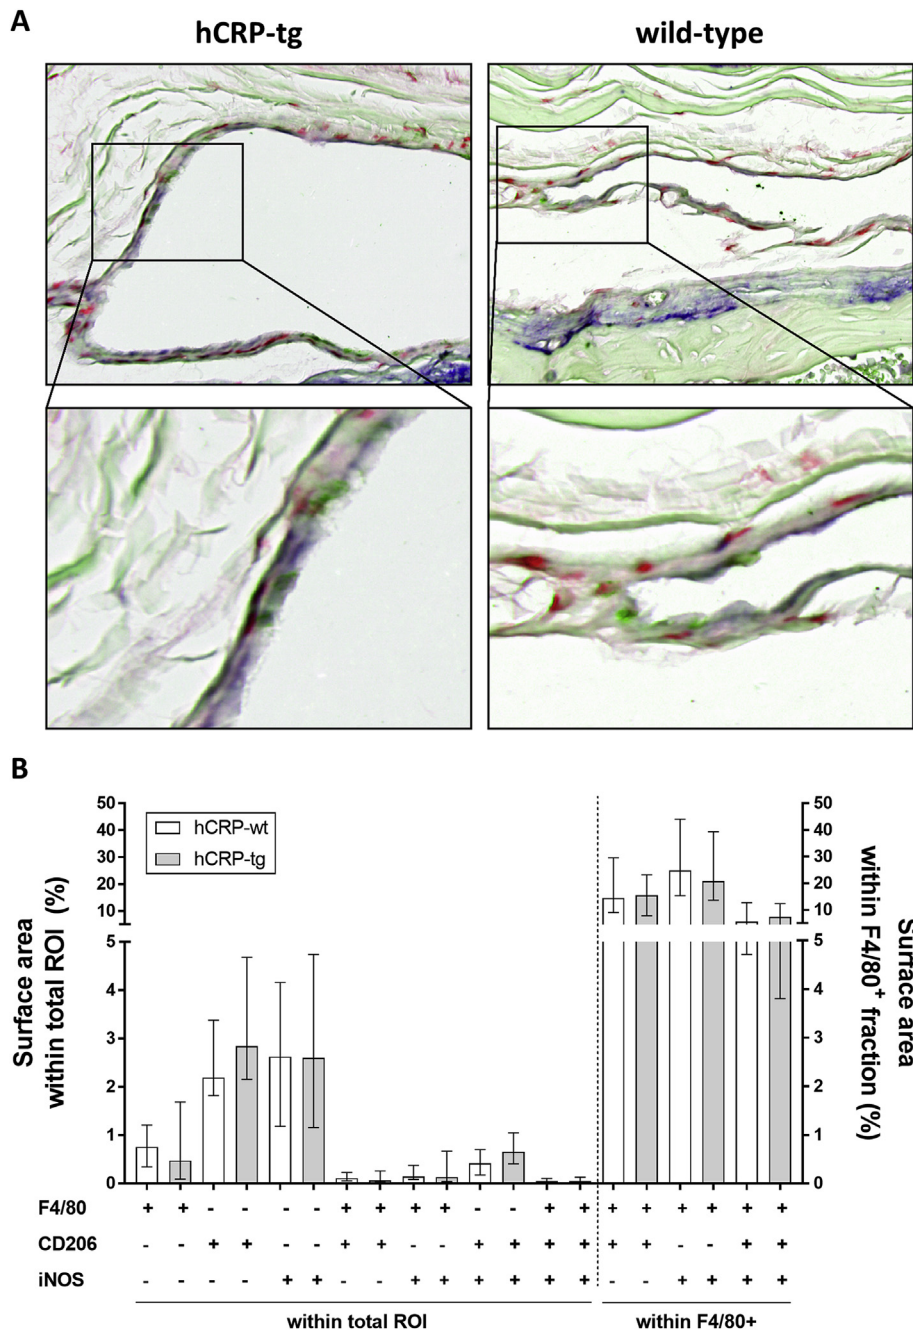 A
hCRP-tg
wild-type
B
Surface area
within total ROI (%)
50
40
30
20
10
5
4
3
2
1
0
hCRP-wt
hCRP-tg
50
40
30
20
10
5
4
3
2
1
0
Surface area
within F4/80+ fraction (%)
F4/80 + + - - - - + + + + - - + + + + + + + +
CD206 - - + + - - + + - - + + + + + + - - + +
iNOS - - - - + + - - + + + + + + - - + + + +
within total ROI
within F4/80+